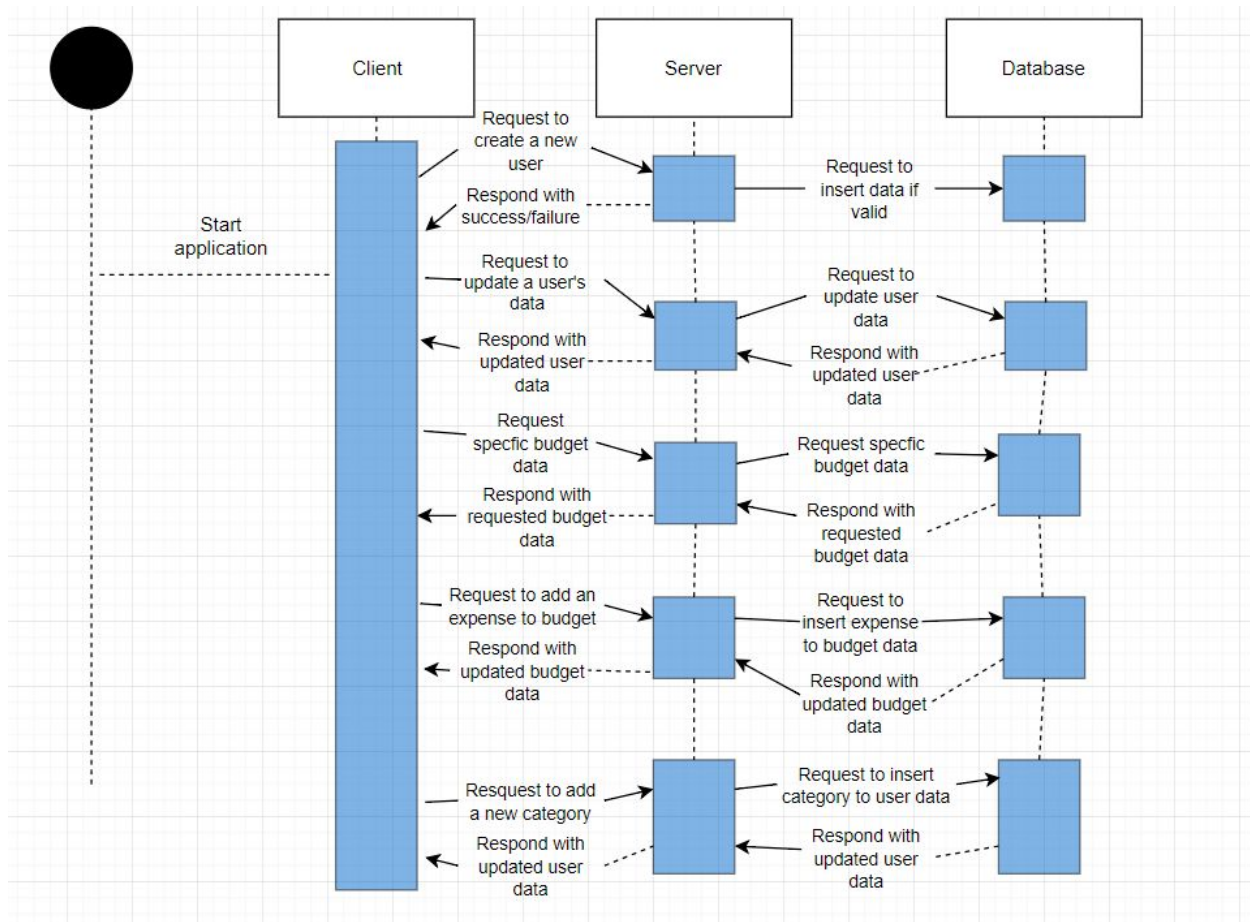 Client
Server
Database
Request to
create a new
user
Request to
insert data if
valid
Respond with
success/failure
Start
application
Request to
update a user's
data
Request to
update user
data
Respond with
updated user
data
Respond with
updated user
data
Request
specfic budget
data
Request specfic
budget data
Respond with
requested budget
data
Respond with
requested
budget data
Request to add an
expense to budget
Request to
insert expense
to budget data
Respond with
updated budget
data
Respond with
updated budget
data
Resquest to add
a new category
Request to insert
category to user data
Respond with
updated user
data
Respond with
updated user
data